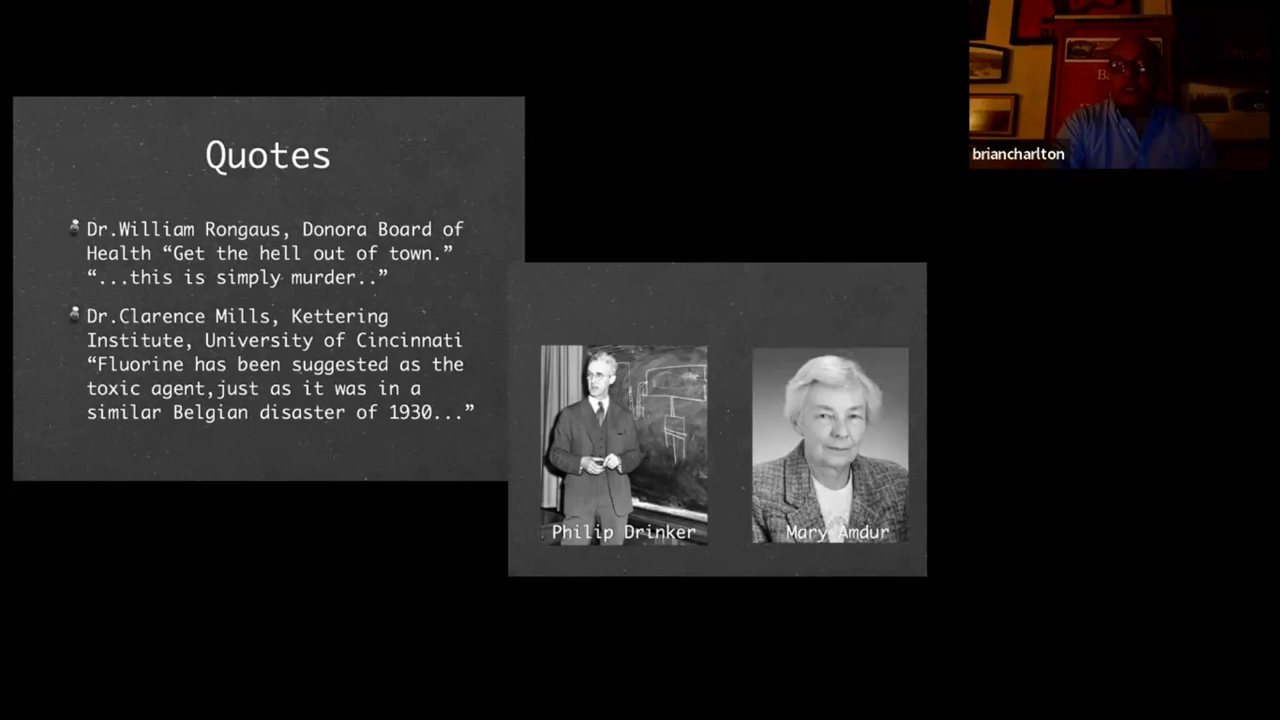 Quotes
Dr.William Rongaus, Donora Board of
Health “Get the hell out of town.”
“...this is simply murder..”
Dr.Clarence Mills, Kettering
Institute, University of Cincinnati
“Fluorine has been suggested as the
toxic agent,just as it was in a
similar Belgian disaster of 1930...”
Philip Drinker
Mary Amdur
briancharlton